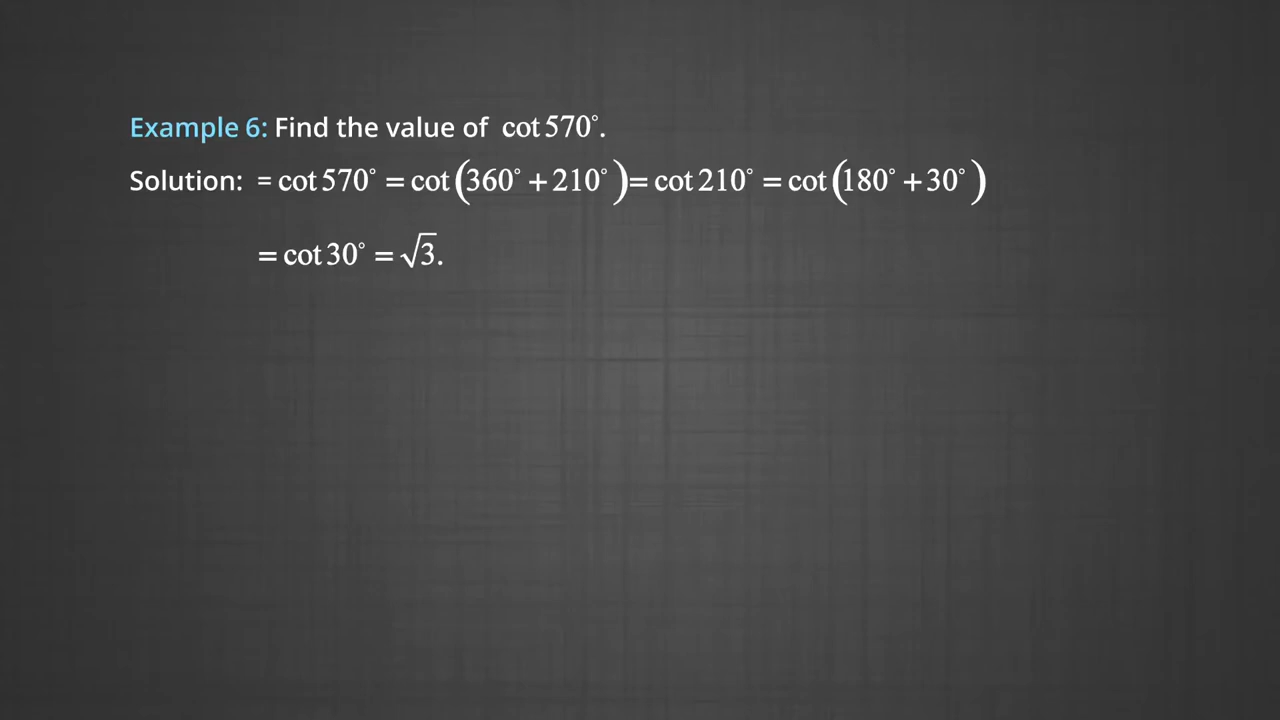 Example 6: Find the value of cot 570°.
Solution: = cot 570° = cot (360° + 210°) = cot 210° = cot (180° + 30°)
= cot 30° = √3.